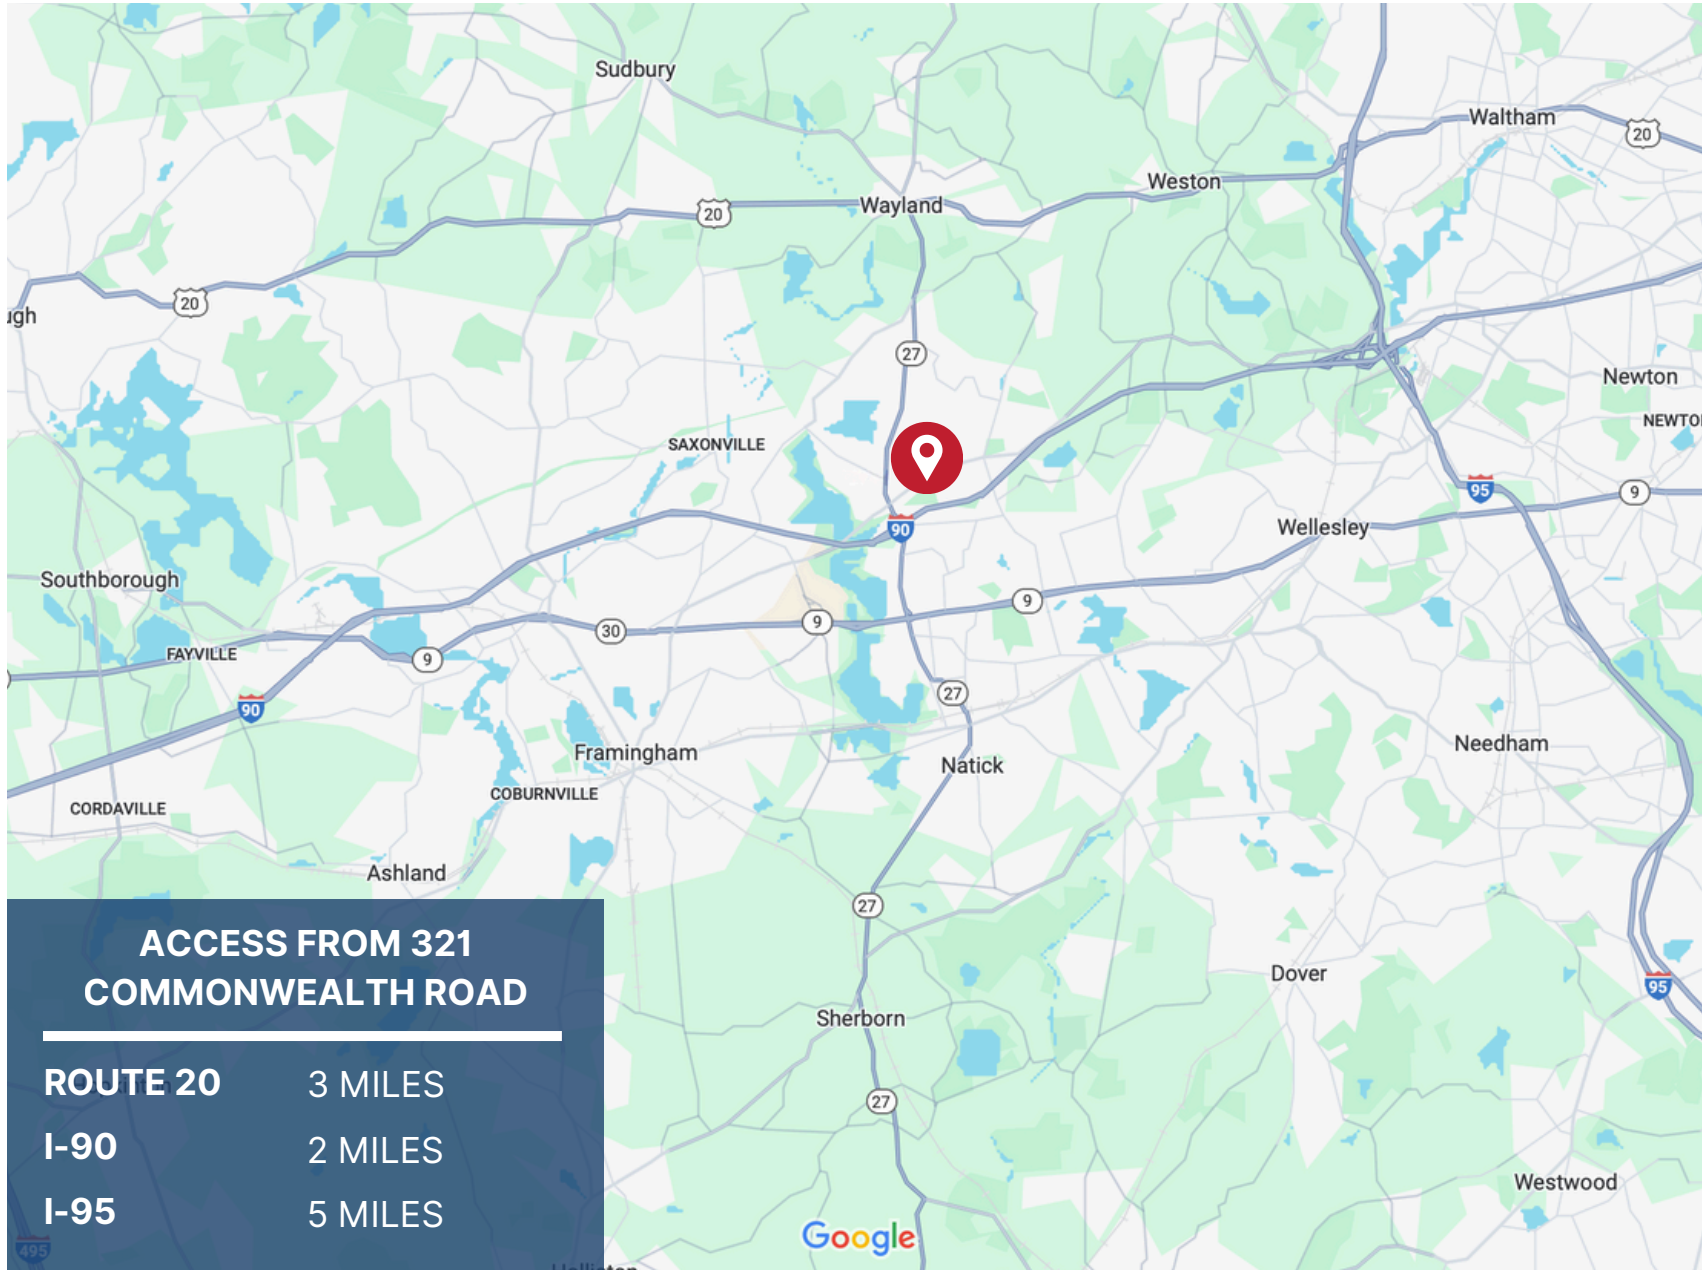 Sudbury
Waltham
20
Weston
20
Wayland
20
ugh
27
Newton
NEWTO
SAXONVILLE
95
9
90
Wellesley
Southborough
9
30
9
FAYVILLE
9
27
90
Framingham
Needham
Natick
COBURNVILLE
CORDAVILLE
Ashland
27
ACCESS FROM 321
COMMONWEALTH ROAD
Dover
95
Sherborn
ROUTE 20 3 MILES
27
I-90 2 MILES
Westwood
I-95 5 MILES
Google
495